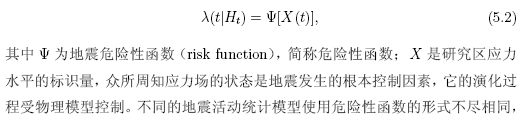 λ(t|Hₜ) = Ψ[X(t)], (5.2)
其中 Ψ 为地震危险性函数（risk function），简称危险性函数；X 是研究区应力
水平的标识量，众所周知应力场的状态是地震发生的根本控制因素，它的演化过
程受物理模型控制。不同的地震活动统计模型使用危险性函数的形式不尽相同，